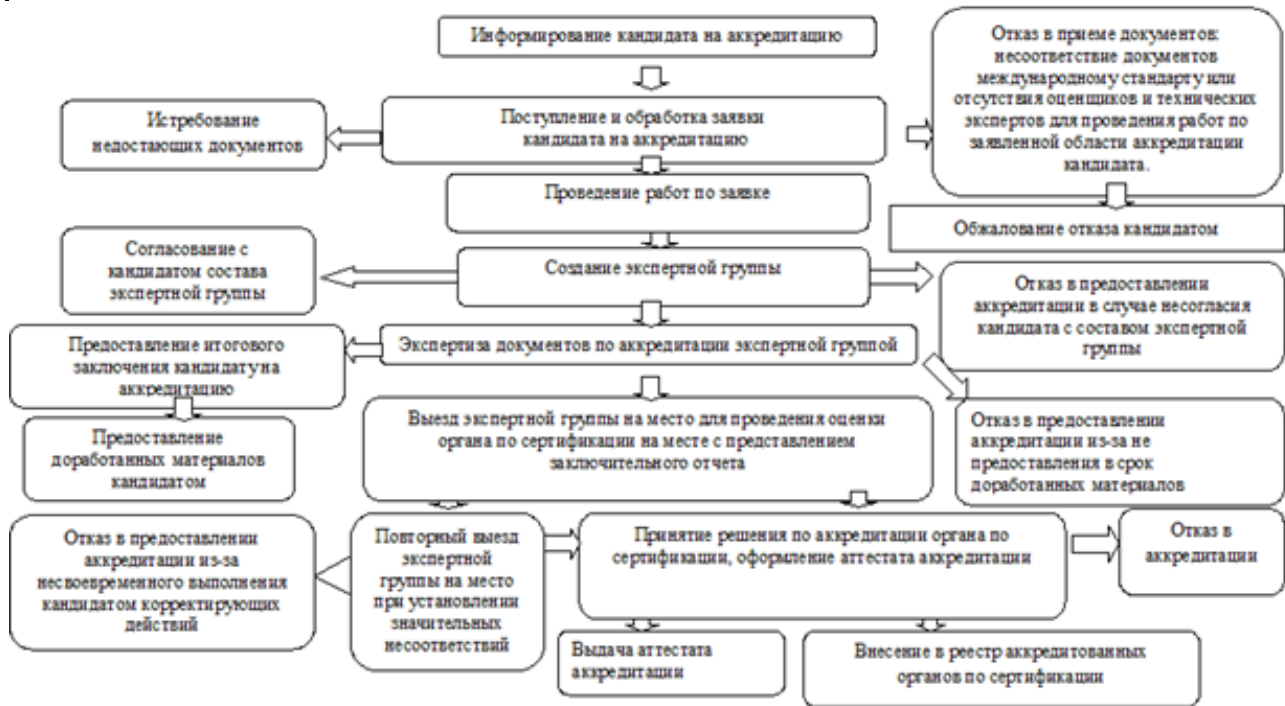 Информирование кандидата на аккредитацию
Отказ в приеме документов:
несоответствие документов
международному стандарту или
отсутствия оценщиков и технических
экспертов для проведения работ по
заявленной области аккредитации
кандидата.
Истребование
недостающих документов
Поступление и обработка заявки
кандидата на аккредитацию
Проведение работ по заявке
Обжалование отказа кандидатом
Согласование с
кандидатом состава
экспертной группы
Создание экспертной группы
Отказ в предоставлении
аккредитации в случае несогласия
кандидата с составом экспертной
группы
Предоставление итогового
заключения кандидату на
аккредитацию
Экспертиза документов по аккредитации экспертной группой
Предоставление
доработанных материалов
кандидатом
Выезд экспертной группы на место для проведения оценки
органа по сертификации на месте с представлением
заключительного отчета
Отказ в предоставлении
аккредитации из-за не
предоставления в срок
доработанных материалов
Отказ в предоставлении
аккредитации из-за
несвоевременного выполнения
кандидатом корректирующих
действий
Повторный выезд
экспертной
группы на место
при установлении
значительных
несоответствий
Принятие решения по аккредитации органа по
сертификации, оформление аттестата аккредитации
Отказ в
аккредитации
Выдача аттестата
аккредитации
Внесение в реестр аккредитованных
органов по сертификации